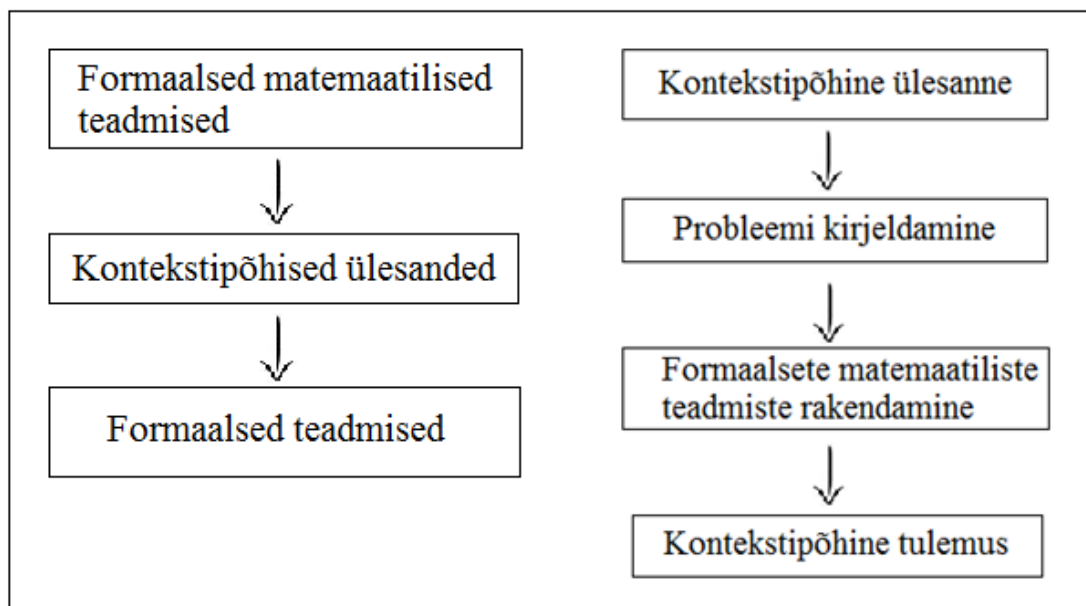 Formaalsed matemaatilised
teadmised
Kontekstipõhised ülesanded
Formaalsed teadmised
Kontekstipõhine ülesanne
Probleemi kirjeldamine
Formaalsete matemaatiliste
teadmiste rakendamine
Kontekstipõhine tulemus